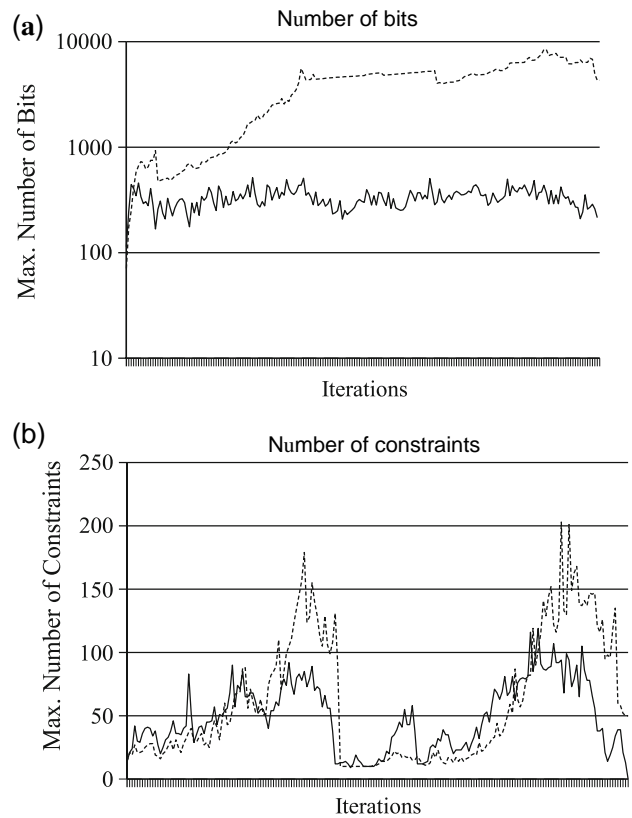 (a)
Number of bits
Max. Number of Bits
10000
1000
100
10
Iterations
(b)
Number of constraints
Max. Number of Constraints
250
200
150
100
50
0
Iterations